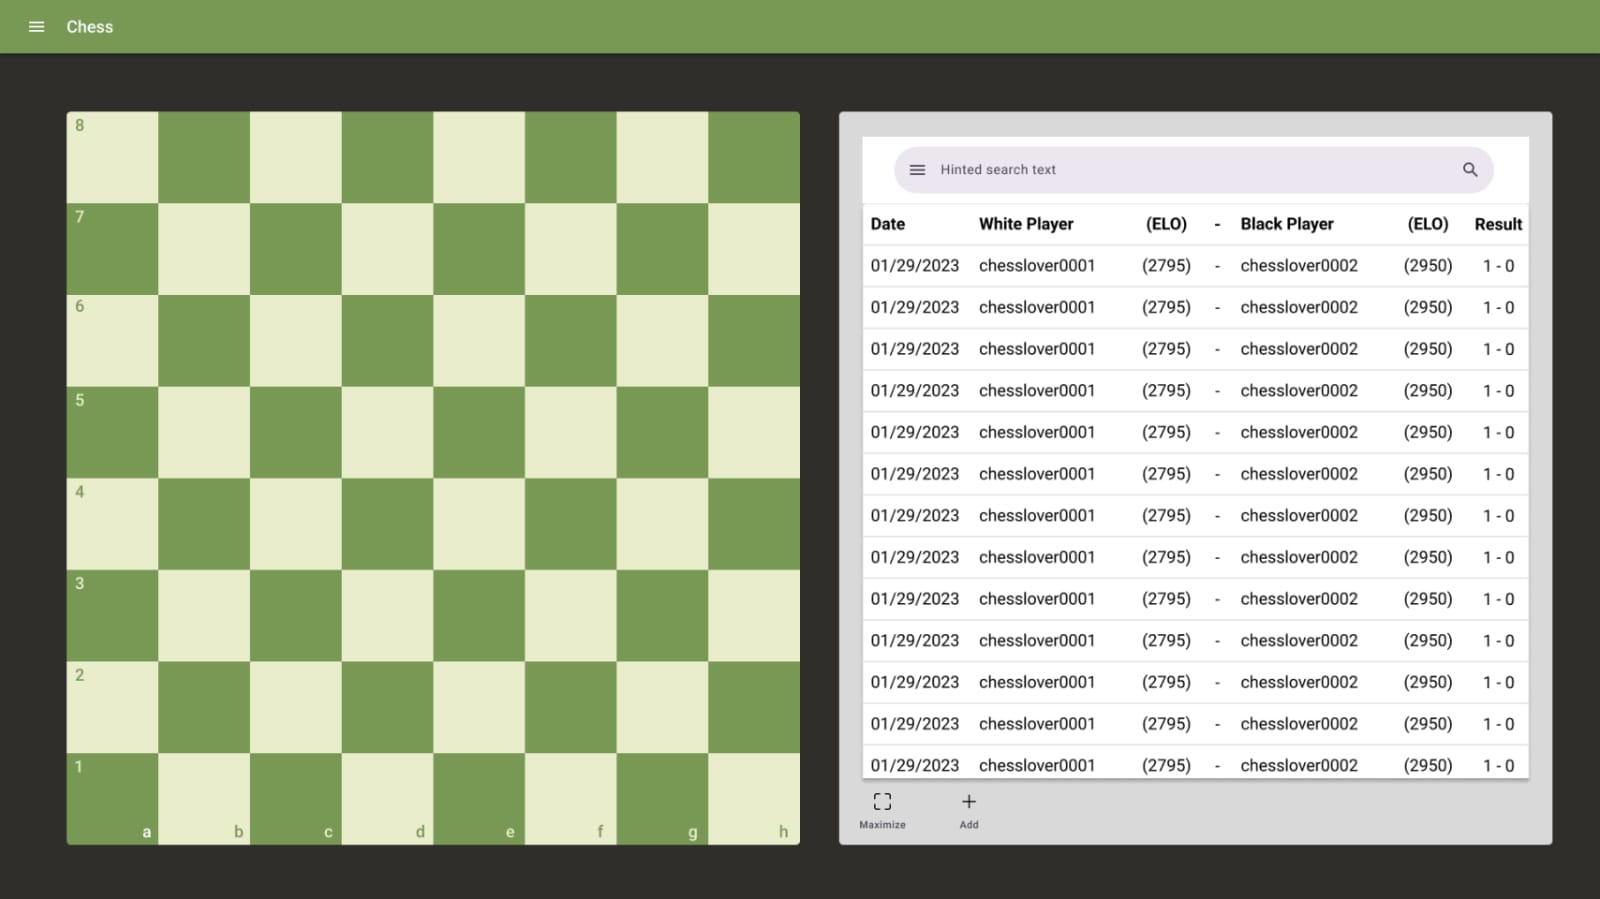 Chess
8
7
6
5
4
3
2
1
a b c d e f g h
Hinted search text
Date White Player (ELO) - Black Player (ELO) Result
01/29/2023 chesslover0001 (2795) - chesslover0002 (2950) 1 - 0
01/29/2023 chesslover0001 (2795) - chesslover0002 (2950) 1 - 0
01/29/2023 chesslover0001 (2795) - chesslover0002 (2950) 1 - 0
01/29/2023 chesslover0001 (2795) - chesslover0002 (2950) 1 - 0
01/29/2023 chesslover0001 (2795) - chesslover0002 (2950) 1 - 0
01/29/2023 chesslover0001 (2795) - chesslover0002 (2950) 1 - 0
01/29/2023 chesslover0001 (2795) - chesslover0002 (2950) 1 - 0
01/29/2023 chesslover0001 (2795) - chesslover0002 (2950) 1 - 0
01/29/2023 chesslover0001 (2795) - chesslover0002 (2950) 1 - 0
01/29/2023 chesslover0001 (2795) - chesslover0002 (2950) 1 - 0
01/29/2023 chesslover0001 (2795) - chesslover0002 (2950) 1 - 0
01/29/2023 chesslover0001 (2795) - chesslover0002 (2950) 1 - 0
01/29/2023 chesslover0001 (2795) - chesslover0002 (2950) 1 - 0
Maximize Add